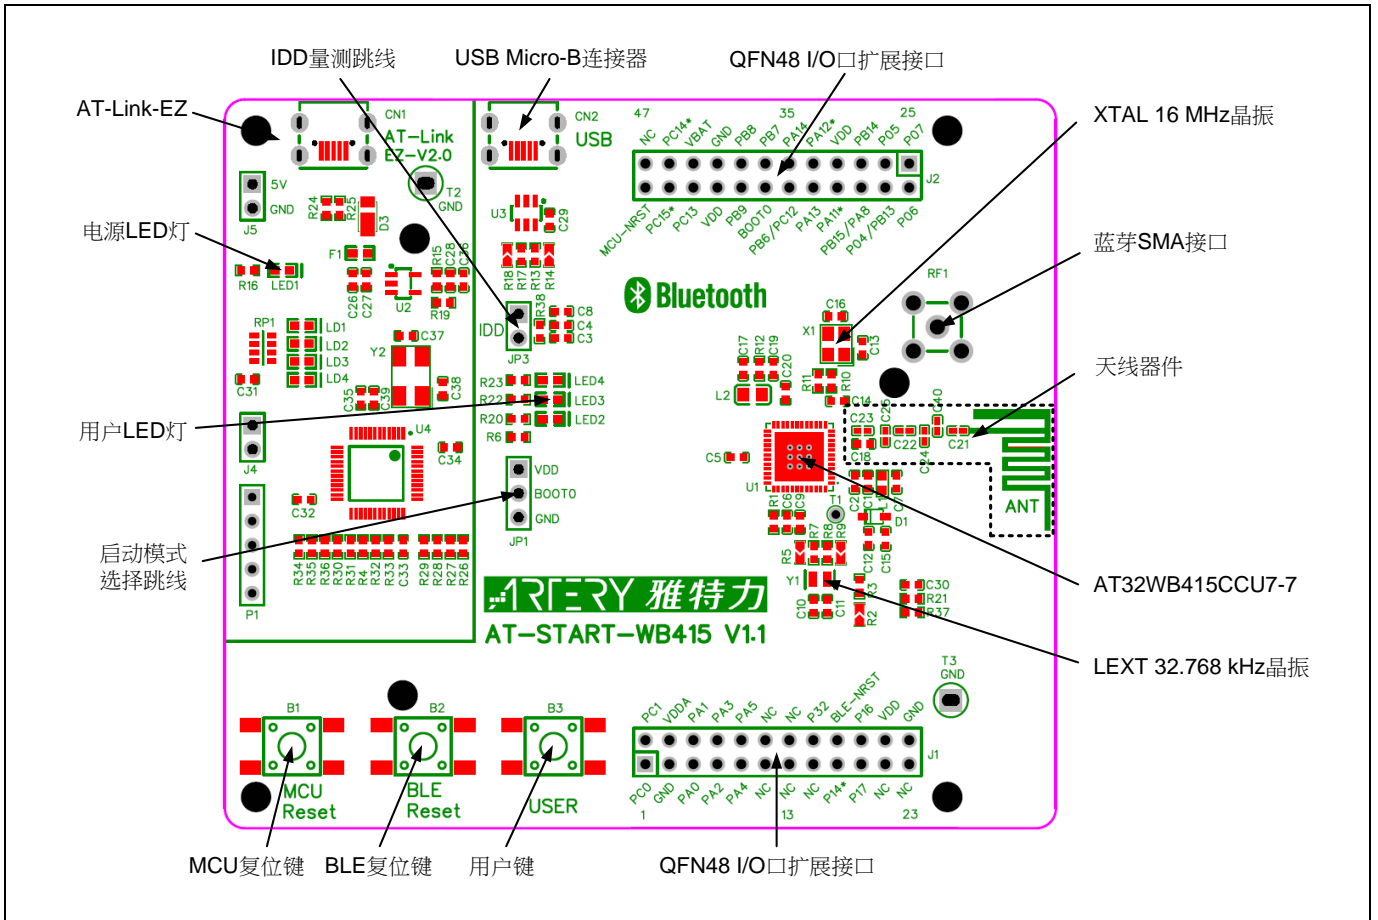 IDD量测跳线
USB Micro-B连接器
QFN48 I/O口扩展接口
AT-Link-EZ
XTAL 16 MHz晶振
电源LED灯
蓝芽SMA接口
天线器件
用户LED灯
启动模式
选择跳线
AT32WB415CCU7-7
LEXT 32.768 kHz晶振
MCU复位键
BLE复位键
用户键
QFN48 I/O口扩展接口
CN1
AT-Link
EZ-V2.0
CN2
USB
47
35
25
NC
PC14*
VBAT
GND
PB8
PB7
PA14
PA12*
VDD
PB14
PO5
PO7
J2
MCU-NRST
PC15*
PC13
VDD
PB9
BOOT0
PB6/PC12
PA13
PA11*
PB15/PA8
PO4/PB13
PO6
5V
GND
J5
R24
R25
D3
T2
GND
U3
C29
F1
R16
LED1
C26
C27
U2
R15
C28
C36
R19
R18
R17
R13
R14
Bluetooth
RF1
RP1
LD1
LD2
LD3
LD4
C31
Y2
C37
C35
C39
C38
IDD
JP3
R38
C8
C4
C3
C16
X1
C13
C17
R12
C19
C20
L2
R11
R10
C14
R23
LED4
R22
LED3
R20
LED2
R6
J4
U4
C34
C32
C5
U1
C23
C25
C18
C22
C24
C40
C21
ANT
VDD
BOOT0
GND
JP1
P1
R34
R35
R36
R30
R31
R4
R32
R33
C33
R29
R28
R27
R26
R1
C6
C9
T1
D1
R5
R7
R8
R9
C12
C15
Y1
C10
C11
R3
R2
C30
R21
R37
ARTERY 雅特力
AT-START-WB415 V1.1
T3
GND
B1
MCU
Reset
B2
BLE
Reset
B3
USER
PC1
VDDA
PA1
PA3
PA5
NC
NC
P32
BLE-NRST
P16
VDD
GND
J1
PC0
GND
PA0
PA2
PA4
NC
NC
NC
P14*
P17
NC
NC
1
13
23